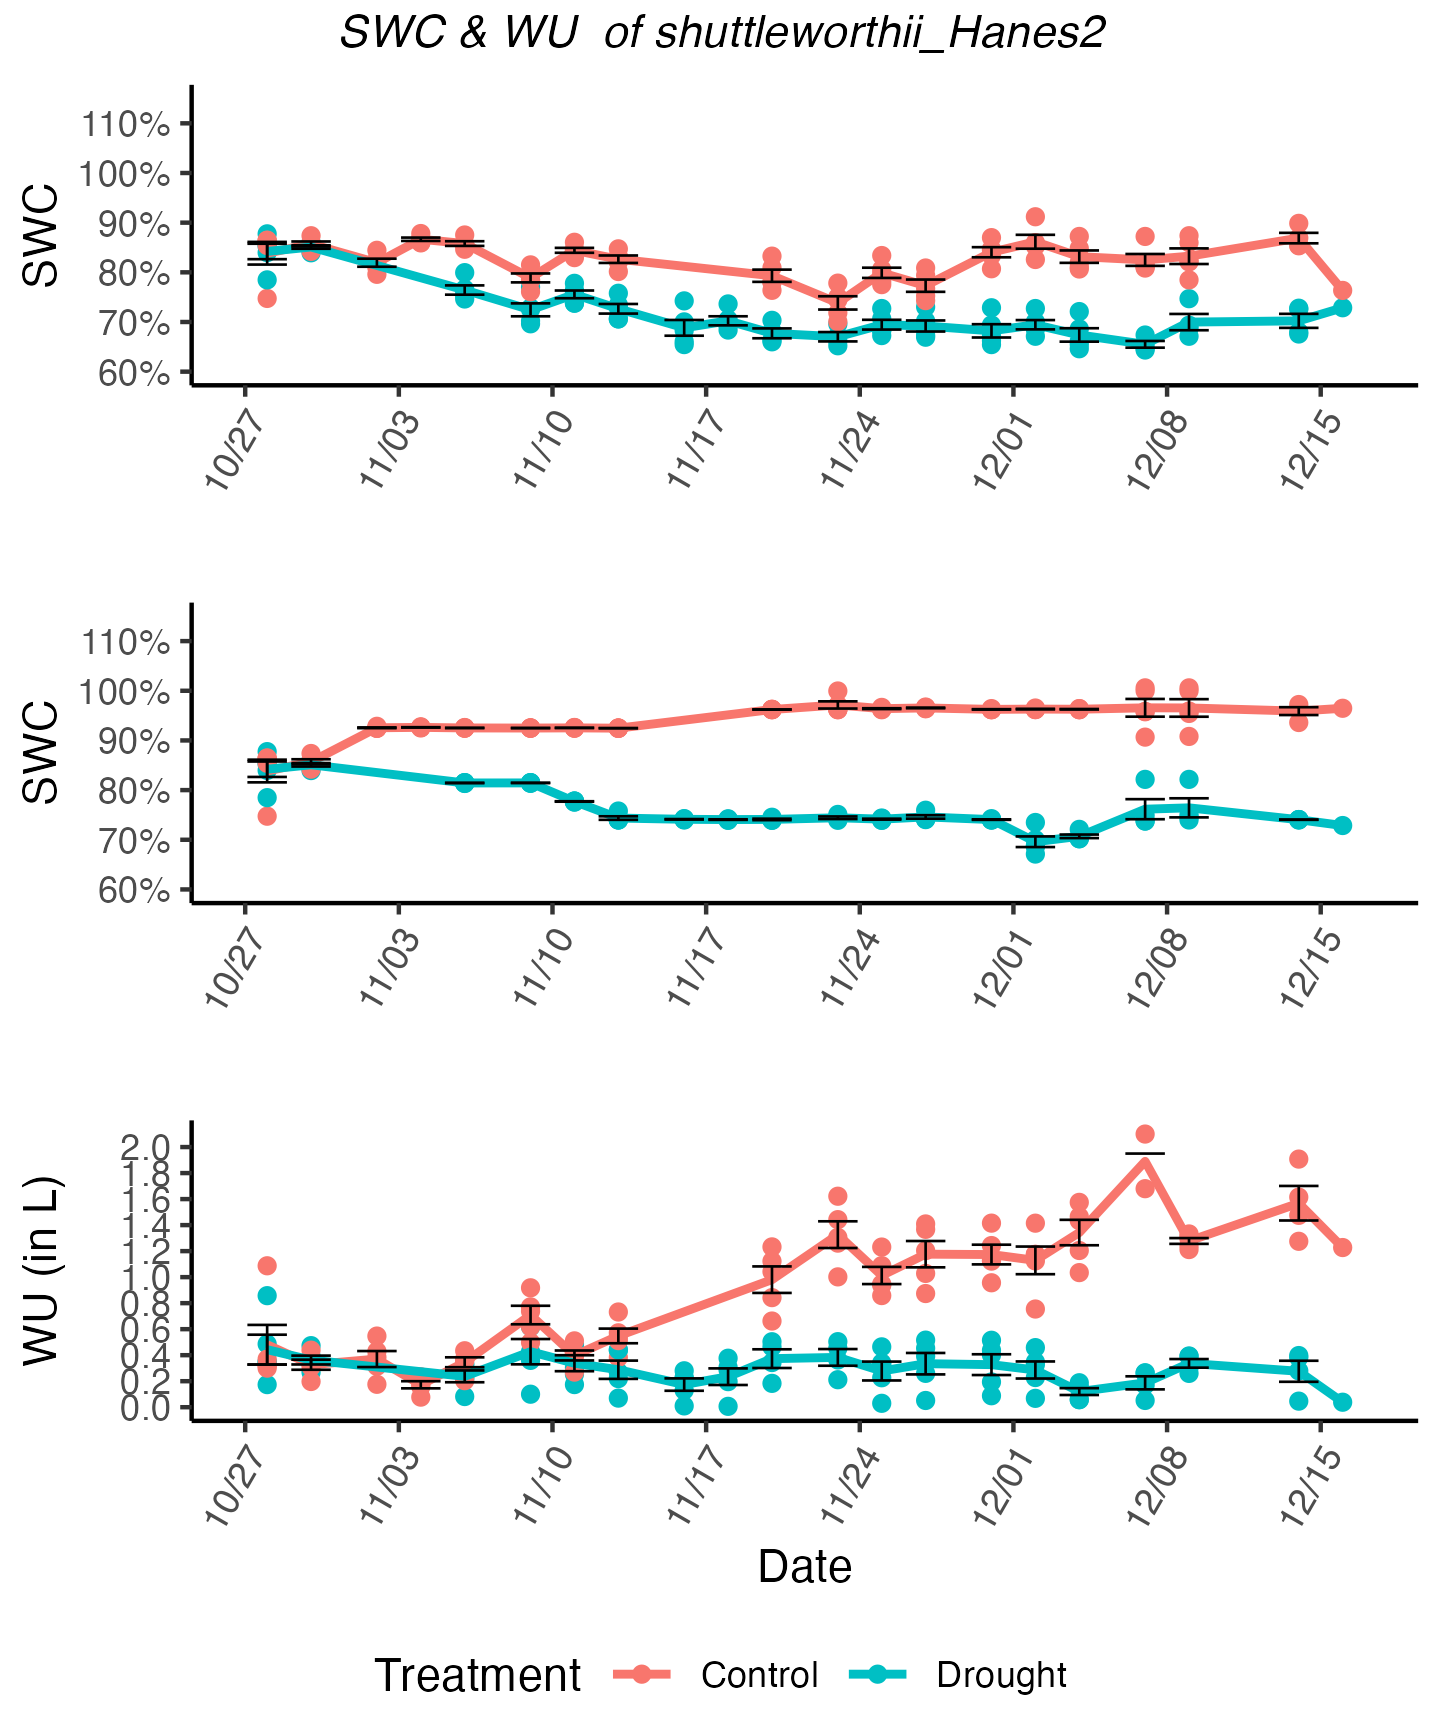 SWC & WU of shuttleworthii_Hanes2
SWC
110%
100%
90%
80%
70%
60%
10/27 11/03 11/10 11/17 11/24 12/01 12/08 12/15
SWC
110%
100%
90%
80%
70%
60%
10/27 11/03 11/10 11/17 11/24 12/01 12/08 12/15
WU (in L)
2.0
1.8
1.6
1.4
1.2
1.0
0.8
0.6
0.4
0.2
0.0
10/27 11/03 11/10 11/17 11/24 12/01 12/08 12/15
Date
Treatment Control Drought